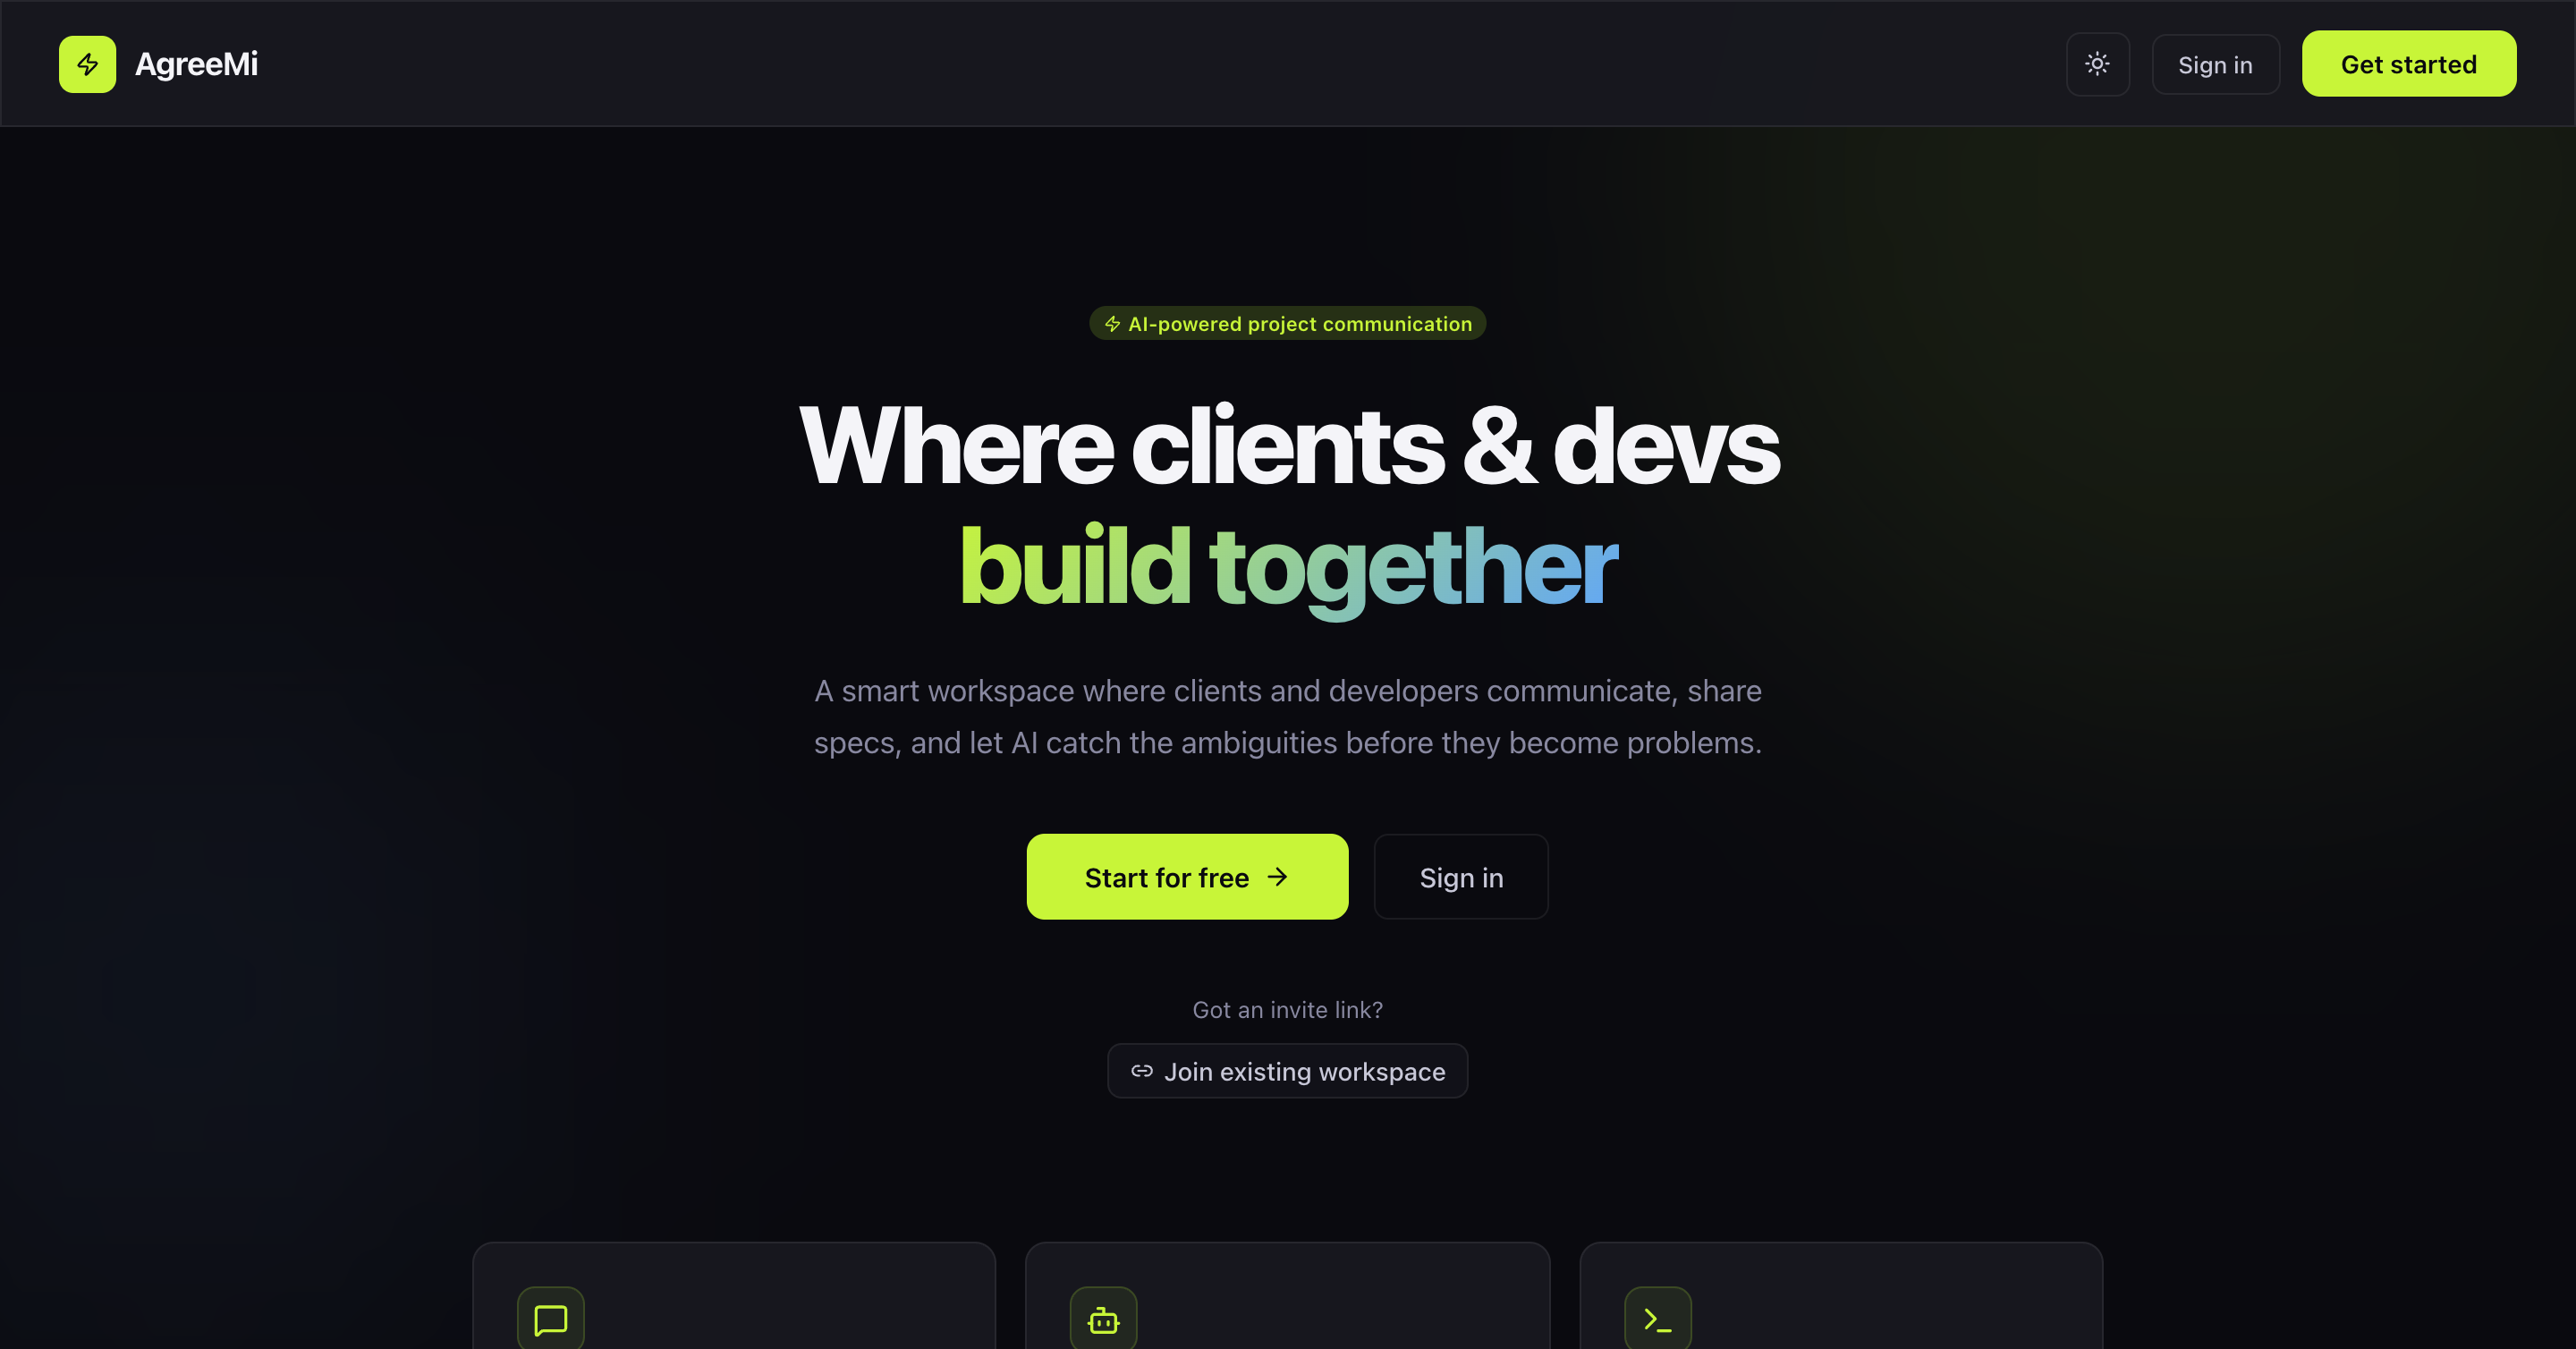 AgreeMi
Sign in
Get started
AI-powered project communication
Where clients & devs
build together
A smart workspace where clients and developers communicate, share
specs, and let AI catch the ambiguities before they become problems.
Start for free
Sign in
Got an invite link?
Join existing workspace